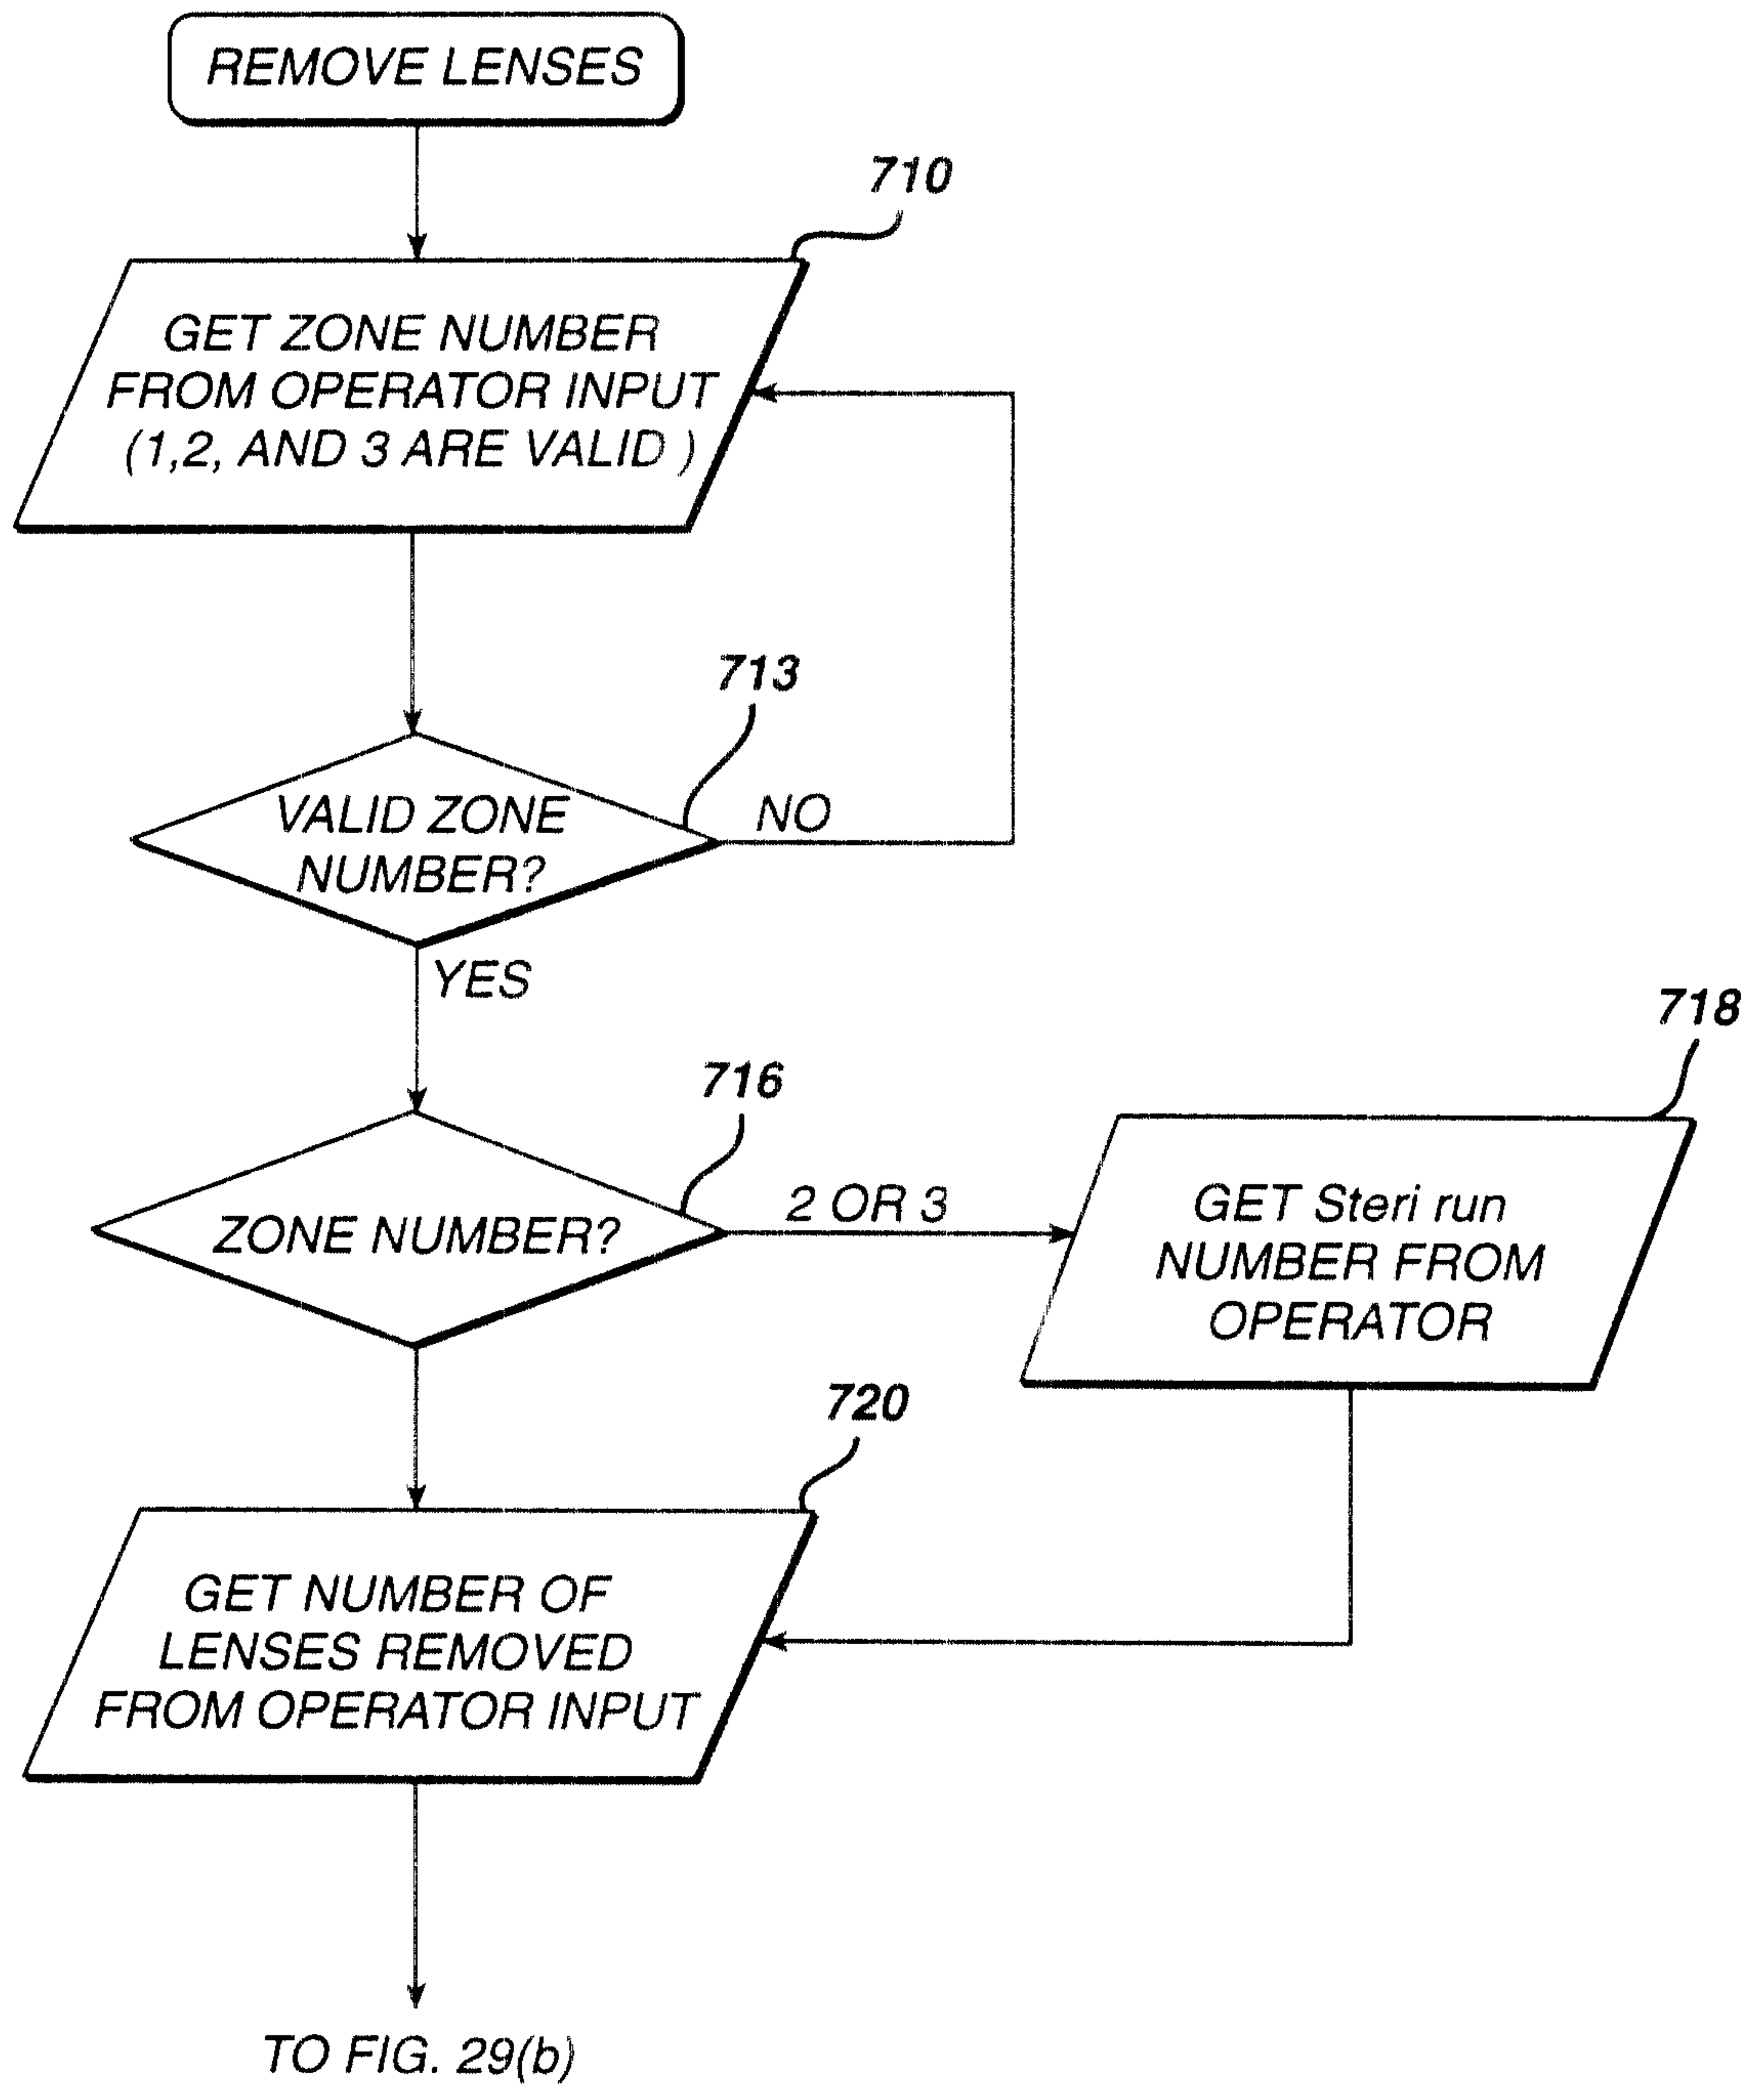 REMOVE LENSES
710
GET ZONE NUMBER
FROM OPERATOR INPUT
(1,2, AND 3 ARE VALID )
713
VALID ZONE
NUMBER?
NO
YES
716
ZONE NUMBER?
2 OR 3
718
GET Steri run
NUMBER FROM
OPERATOR
720
GET NUMBER OF
LENSES REMOVED
FROM OPERATOR INPUT
TO FIG. 29(b)